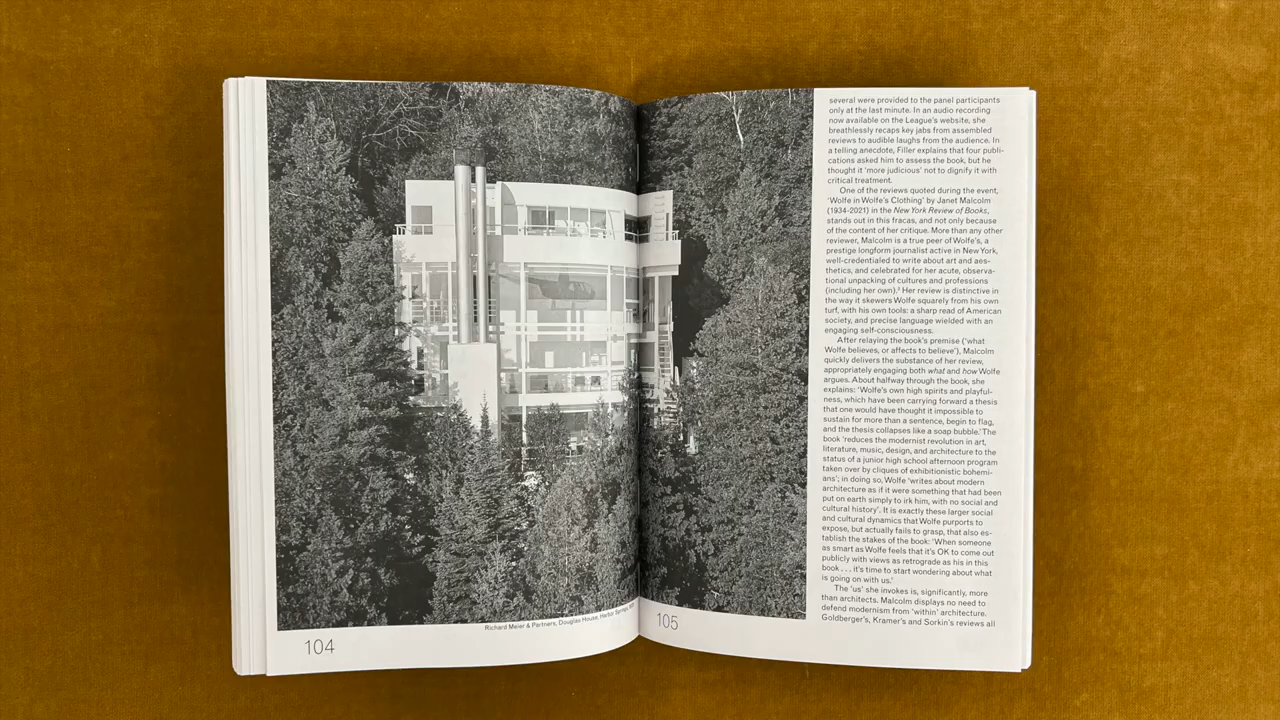 Richard Meier & Partners, Douglas House, Harbor Springs,
104
105
several were provided to the panel participants
only at the last minute. In an audio recording
now available on the League's website, she
breathlessly recaps key jabs from assembled
reviews to audible laughs from the audience. In
a telling anecdote, Filler explains that four publi-
cations asked him to assess the book, but he
thought it ‘more judicious’ not to dignify it with
critical treatment.
One of the reviews quoted during the event,
‘Wolfe in Wolfe's Clothing’ by Janet Malcolm
(1934-2021) in the New York Review of Books,
stands out in this fracas, and not only because
of the content of her critique. More than any other
reviewer, Malcolm is a true peer of Wolfe's, a
prestige longform journalist active in New York,
well-credentialed to write about art and aes-
thetics, and celebrated for her acute, observa-
tional unpacking of cultures and professions
(including her own). Her review is distinctive in
the way it skewers Wolfe squarely from his own
turf, with his own tools: a sharp read of American
society, and precise language wielded with an
engaging self-consciousness.
After relaying the book's premise (‘what
Wolfe believes, or affects to believe’), Malcolm
quickly delivers the substance of her review,
appropriately engaging both what and how Wolfe
argues. About halfway through the book, she
explains: ‘Wolfe's own high spirits and playful-
ness, which have been carrying forward a thesis
that one would have thought it impossible to
sustain for more than a sentence, begin to flag,
and the thesis collapses like a soap bubble.’ The
book ‘reduces the modernist revolution in art,
literature, music, design, and architecture to the
status of a junior high school afternoon program
taken over by cliques of exhibitionistic bohemi-
ans’; in doing so, Wolfe ‘writes about modern
architecture as if it were something that had been
put on earth simply to irk him, with no social and
cultural history’. It is exactly these larger social
and cultural dynamics that Wolfe purports to
expose, but actually fails to grasp, that also es-
tablish the stakes of the book: ‘When someone
as smart as Wolfe feels that it's OK to come out
publicly with views as retrograde as his in this
book . . . it's time to start wondering about what
is going on with us.’
The ‘us’ she invokes is, significantly, more
than architects. Malcolm displays no need to
defend modernism from ‘within’ architecture.
Goldberger's, Kramer's and Sorkin's reviews all